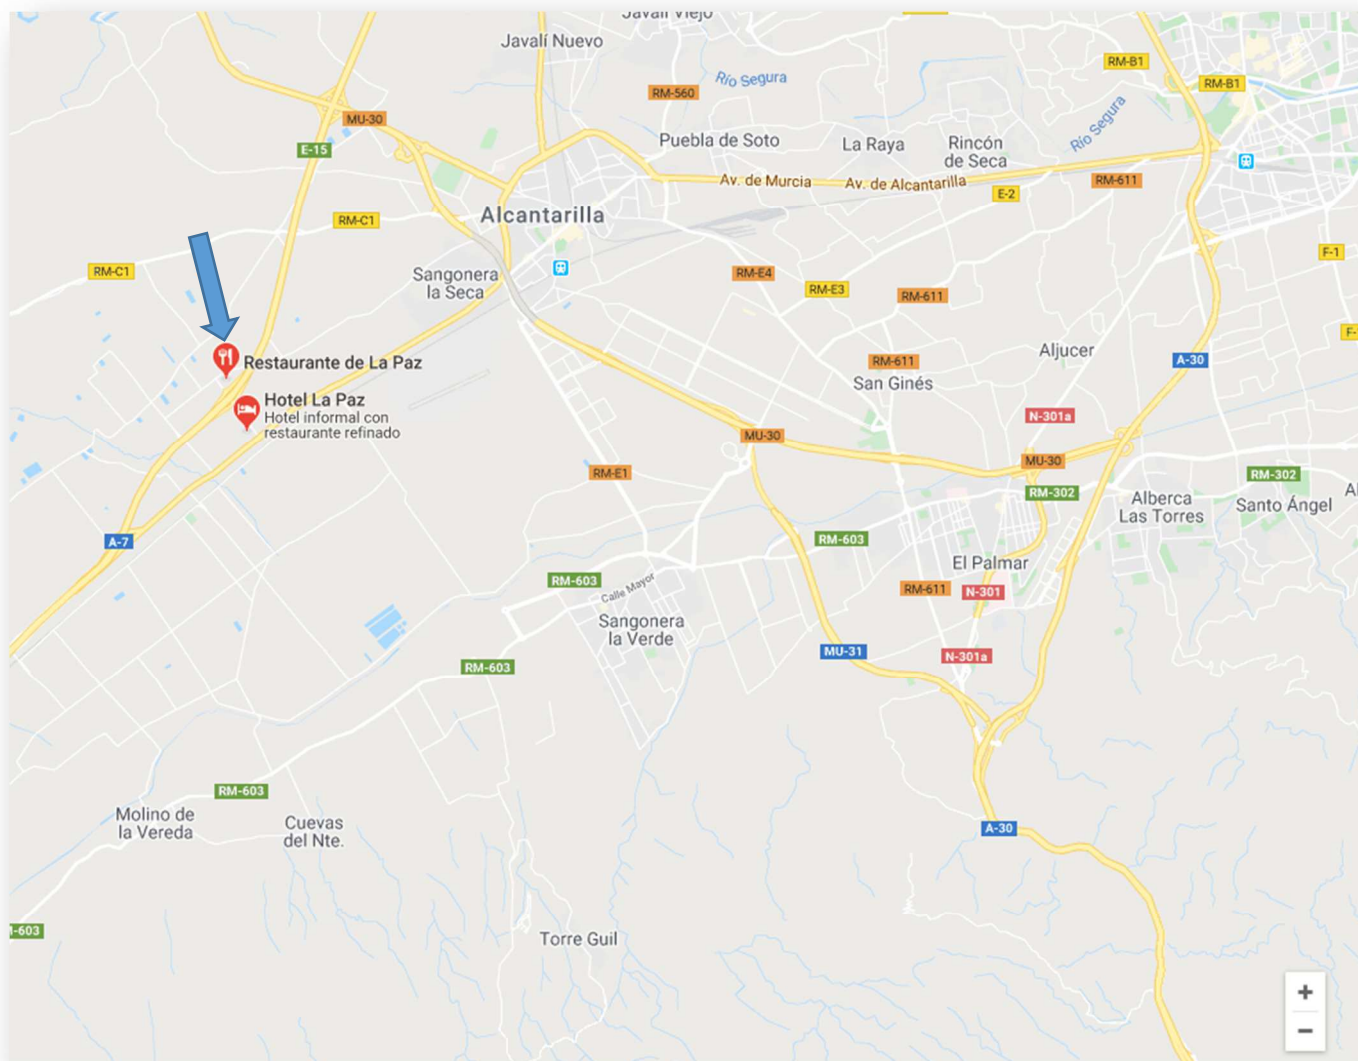 Javalí Viejo
Javalí Nuevo
Río Segura
RM-B1
RM-B1
RM-560
MU-30
Río Segura
Puebla de Soto
La Raya
Rincón
de Seca
E-15
Av. de Murcia
Av. de Alcantarilla
RM-611
E-2
Alcantarilla
RM-C1
F-1
RM-C1
Sangonera
la Seca
RM-E4
RM-E3
RM-611
Aljucer
A-30
RM-611
San Ginés
Restaurante de La Paz
Hotel La Paz
Hotel informal con
restaurante refinado
N-301a
MU-30
MU-30
RM-E1
RM-302
RM-302
Alberca
Las Torres
Santo Ángel
A-7
RM-603
El Palmar
RM-603
Calle Mayor
RM-611
N-301
Sangonera
la Verde
MU-31
N-301a
RM-603
RM-603
Molino de
la Vereda
Cuevas
del Nte.
A-30
-603
Torre Guil
+
−